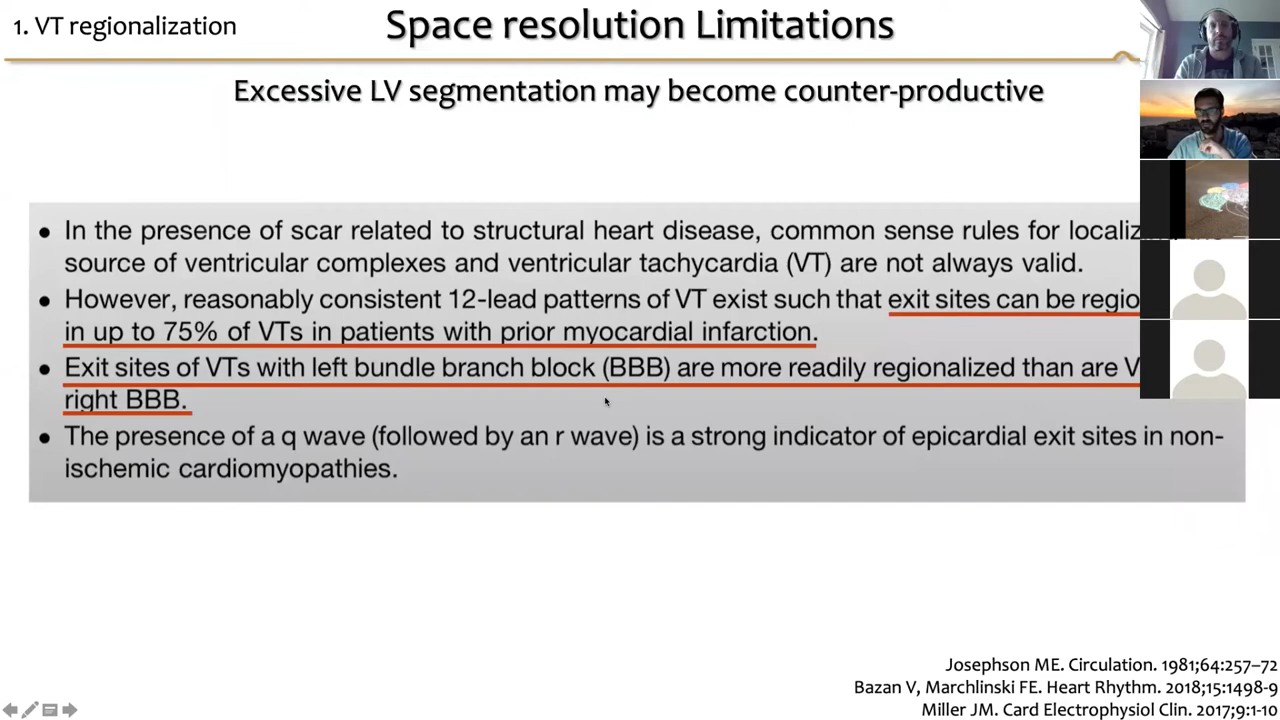 1. VT regionalization
Space resolution Limitations
Excessive LV segmentation may become counter-productive
• In the presence of scar related to structural heart disease, common sense rules for
source of ventricular complexes and ventricular tachycardia (VT) are not always valid.
• However, reasonably consistent 12-lead patterns of VT exist such that exit sites can be
in up to 75% of VTs in patients with prior myocardial infarction.
• Exit sites of VTs with left bundle branch block (BBB) are more readily regionalized than are
right BBB.
• The presence of a q wave (followed by an r wave) is a strong indicator of epicardial exit sites in non-
ischemic cardiomyopathies.
Josephson ME. Circulation. 1981;64:257–72
Bazan V, Marchlinski FE. Heart Rhythm. 2018;15:1498-9
Miller JM. Card Electrophysiol Clin. 2017;9:1-10